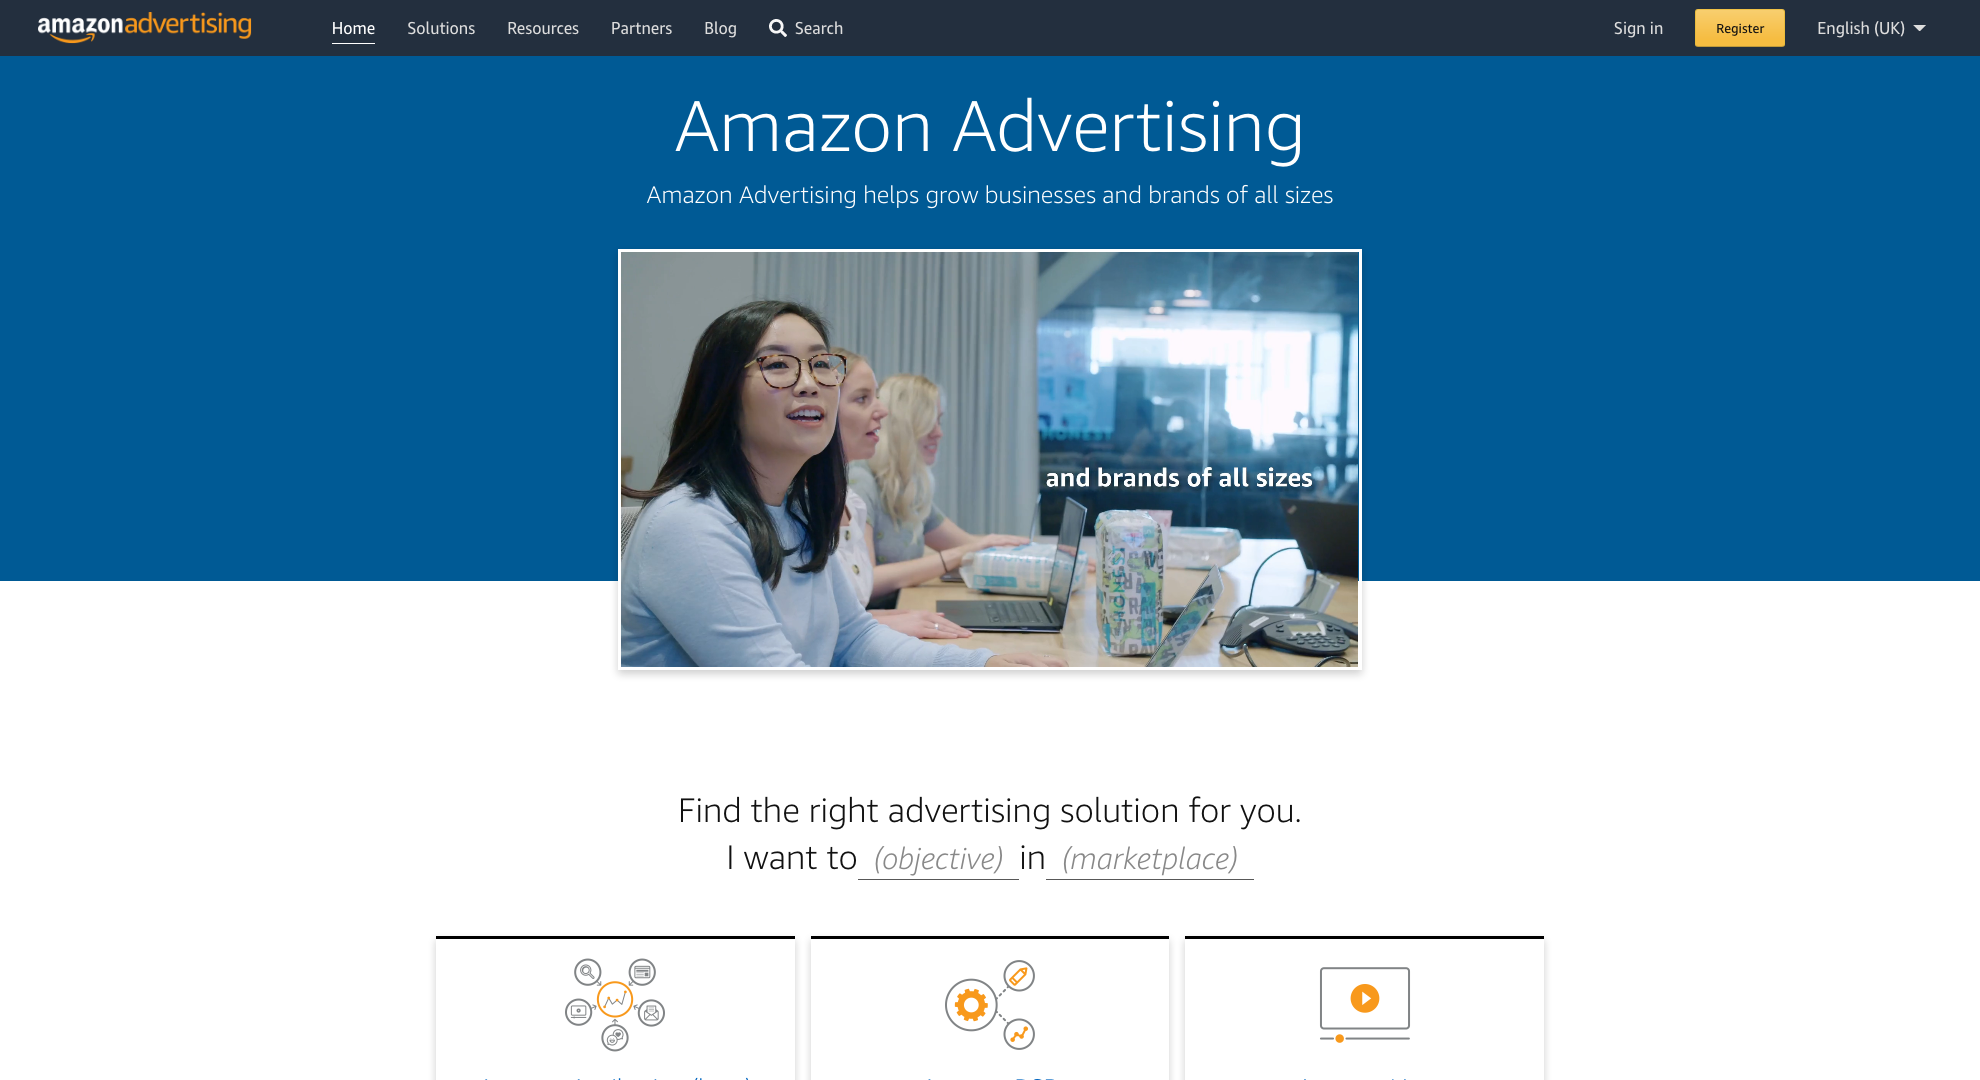 amazonadvertising
Home
Solutions
Resources
Partners
Blog
Search
Sign in
Register
English (UK)
Amazon Advertising
Amazon Advertising helps grow businesses and brands of all sizes
and brands of all sizes
HONEST
Find the right advertising solution for you.
I want to (objective) in (marketplace)